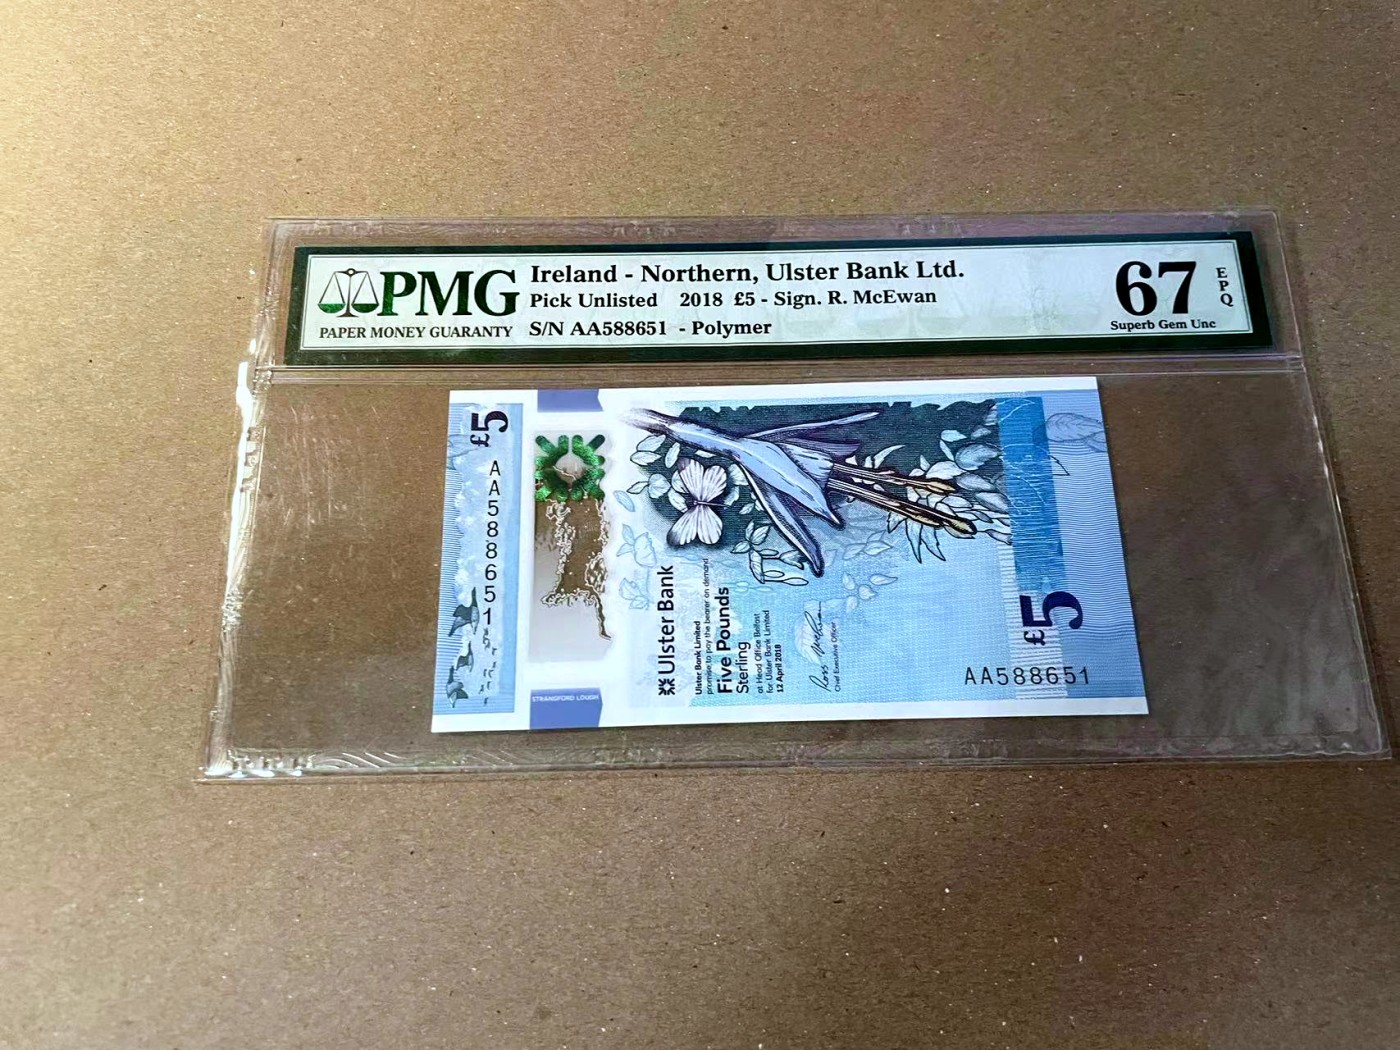 PMG
PAPER MONEY GUARANTY
Ireland - Northern, Ulster Bank Ltd.
Pick Unlisted 2018 £5 - Sign. R. McEwan
S/N AA588651 - Polymer
67
EPQ
Superb Gem Unc
£5
AA588651
STRANGFORD LOUGH
Ulster Bank
Ulster Bank Limited
promise to pay the bearer on demand
Five Pounds
Sterling
at Head Office Belfast
for Ulster Bank Limited
12 April 2018
Ross McEwan
Chief Executive Officer
£5
AA588651